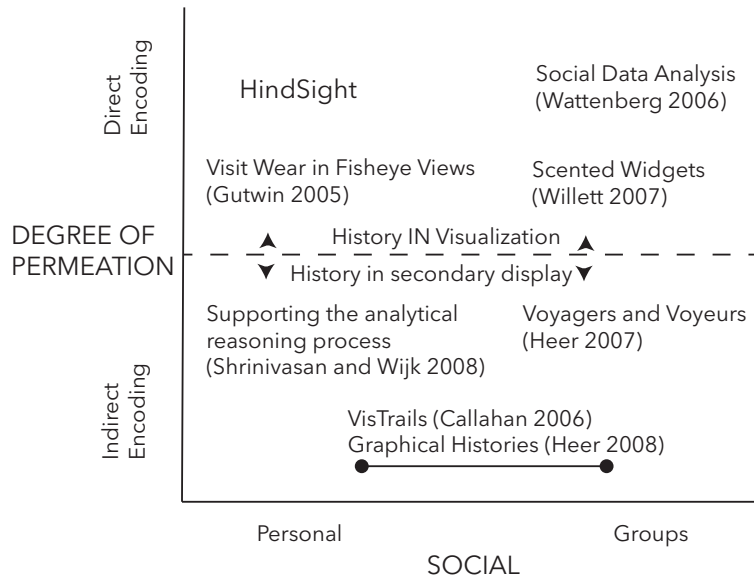 Direct
Encoding
HindSight
Social Data Analysis
(Wattenberg 2006)
Visit Wear in Fisheye Views
(Gutwin 2005)
Scented Widgets
(Willett 2007)
DEGREE OF
PERMEATION
History IN Visualization
History in secondary display
Supporting the analytical
reasoning process
(Shrinivasan and Wijk 2008)
Voyagers and Voyeurs
(Heer 2007)
Indirect
Encoding
VisTrails (Callahan 2006)
Graphical Histories (Heer 2008)
Personal
Groups
SOCIAL